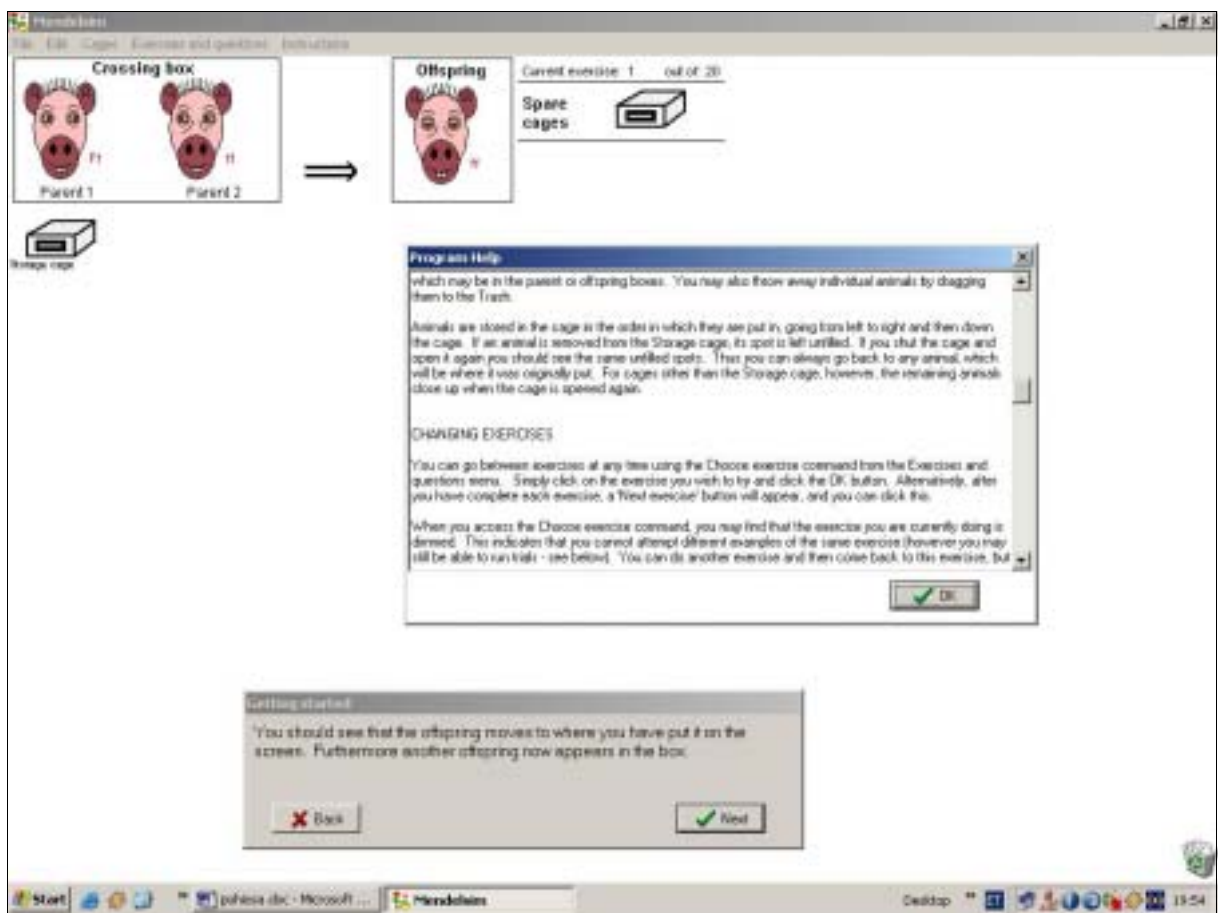 Mendelsim
File Edit Cages Exercises and questions Instructions
Crossing box
Offspring
Current exercise 1 out of 20
Spare
cages
Parent 1
Parent 2
tt
Storage cage
Program Help
which may be in the parent or offspring boxes. You may also throw away individual animals by dragging
them to the Trash.
Animals are stored in the cage in the order in which they are put in, going from left to right and then down
the cage. If an animal is removed from the Storage cage, its spot is left unfilled. If you shut the cage and
open it again you should see the same unfilled spots. Thus you can always go back to any animal, which
will be where it was originally put. For cages other than the Storage cage, however, the remaining animals
close up when the cage is opened again.
CHANGING EXERCISES
You can go between exercises at any time using the Choose exercise command from the Exercises and
questions menu. Simply click on the exercise you wish to try and click the OK button. Alternatively, after
you have complete each exercise, a 'Next exercise' button will appear, and you can click this.
When you access the Choose exercise command, you may find that the exercise you are currently doing is
dimmed. This indicates that you cannot attempt different examples of the same exercise (however you may
still be able to run trials - see below). You can do another exercise and then come back to this exercise, but
OK
Getting started
You should see that the offspring moves to where you have put it on the
screen. Furthermore another offspring now appears in the box.
Back
Next
Start
pahiesa.doc - Microsoft ...
Mendelsim
Desktop
19:54